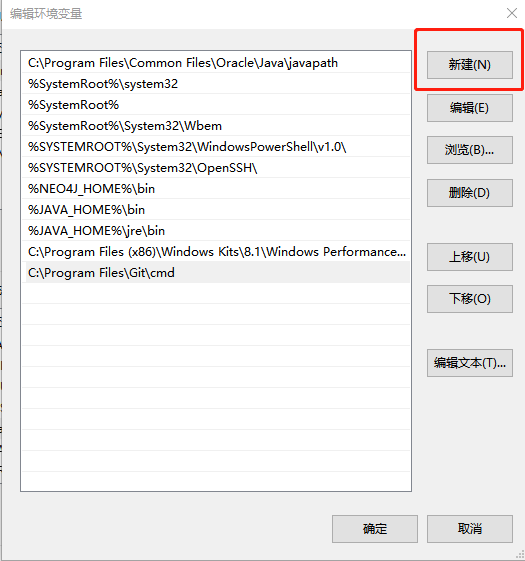 编辑环境变量
C:\Program Files\Common Files\Oracle\Java\javapath
%SystemRoot%\system32
%SystemRoot%
%SystemRoot%\System32\Wbem
%SYSTEMROOT%\System32\WindowsPowerShell\v1.0\
%SYSTEMROOT%\System32\OpenSSH\
%NEO4J_HOME%\bin
%JAVA_HOME%\bin
%JAVA_HOME%\jre\bin
C:\Program Files (x86)\Windows Kits\8.1\Windows Performance...
C:\Program Files\Git\cmd
新建(N)
编辑(E)
浏览(B)...
删除(D)
上移(U)
下移(O)
编辑文本(T)...
确定
取消